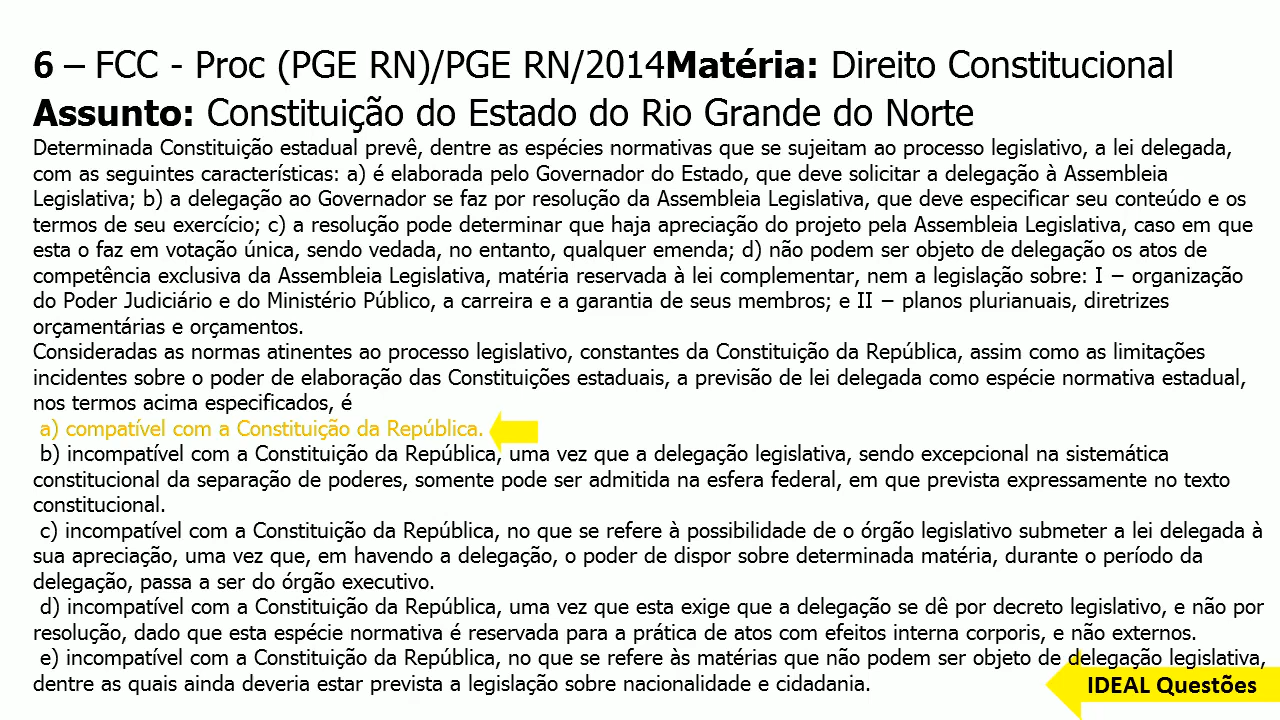 6 – FCC - Proc (PGE RN)/PGE RN/2014Matéria: Direito Constitucional
Assunto: Constituição do Estado do Rio Grande do Norte
Determinada Constituição estadual prevê, dentre as espécies normativas que se sujeitam ao processo legislativo, a lei delegada,
com as seguintes características: a) é elaborada pelo Governador do Estado, que deve solicitar a delegação à Assembleia
Legislativa; b) a delegação ao Governador se faz por resolução da Assembleia Legislativa, que deve especificar seu conteúdo e os
termos de seu exercício; c) a resolução pode determinar que haja apreciação do projeto pela Assembleia Legislativa, caso em que
esta o faz em votação única, sendo vedada, no entanto, qualquer emenda; d) não podem ser objeto de delegação os atos de
competência exclusiva da Assembleia Legislativa, matéria reservada à lei complementar, nem a legislação sobre: I − organização
do Poder Judiciário e do Ministério Público, a carreira e a garantia de seus membros; e II − planos plurianuais, diretrizes
orçamentárias e orçamentos.
Consideradas as normas atinentes ao processo legislativo, constantes da Constituição da República, assim como as limitações
incidentes sobre o poder de elaboração das Constituições estaduais, a previsão de lei delegada como espécie normativa estadual,
nos termos acima especificados, é
a) compatível com a Constituição da República.
b) incompatível com a Constituição da República, uma vez que a delegação legislativa, sendo excepcional na sistemática
constitucional da separação de poderes, somente pode ser admitida na esfera federal, em que prevista expressamente no texto
constitucional.
c) incompatível com a Constituição da República, no que se refere à possibilidade de o órgão legislativo submeter a lei delegada à
sua apreciação, uma vez que, em havendo a delegação, o poder de dispor sobre determinada matéria, durante o período da
delegação, passa a ser do órgão executivo.
d) incompatível com a Constituição da República, uma vez que esta exige que a delegação se dê por decreto legislativo, e não por
resolução, dado que esta espécie normativa é reservada para a prática de atos com efeitos interna corporis, e não externos.
e) incompatível com a Constituição da República, no que se refere às matérias que não podem ser objeto de delegação legislativa,
dentre as quais ainda deveria estar prevista a legislação sobre nacionalidade e cidadania.
IDEAL Questões